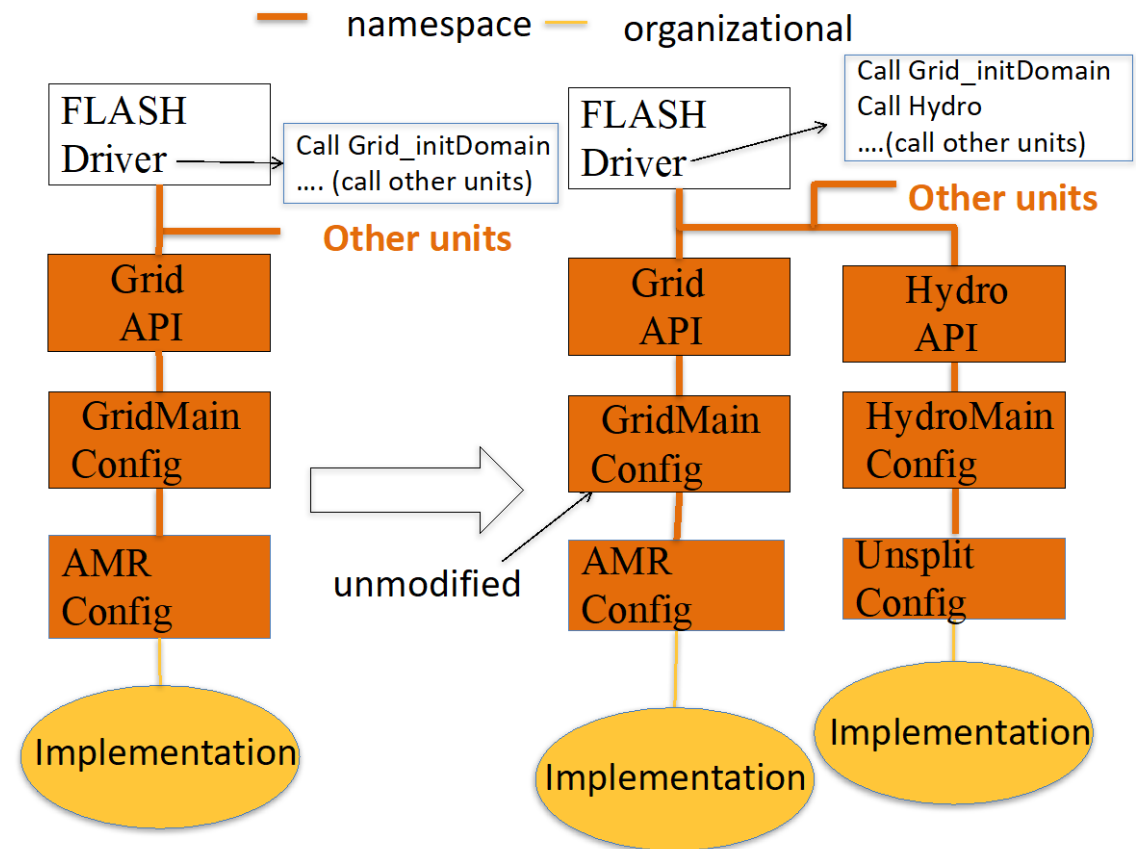 namespace
organizational
FLASH
Driver
Call Grid_initDomain
.... (call other units)
Other units
Grid
API
GridMain
Config
AMR
Config
Implementation
unmodified
FLASH
Driver
Call Grid_initDomain
Call Hydro
....(call other units)
Other units
Grid
API
GridMain
Config
AMR
Config
Implementation
Hydro
API
HydroMain
Config
Unsplit
Config
Implementation